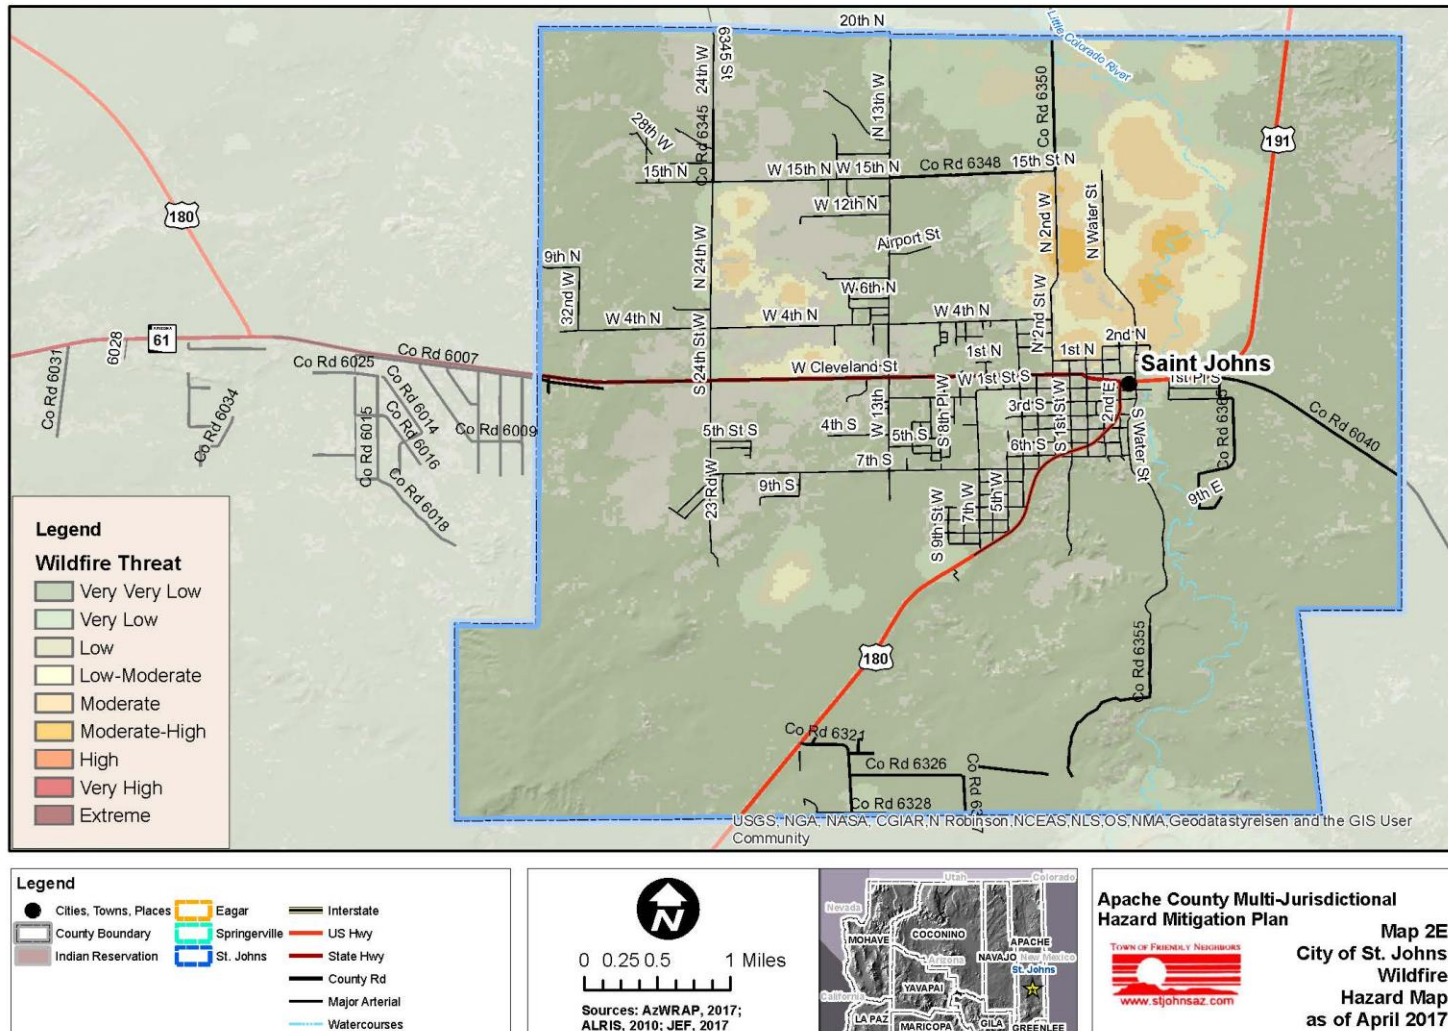 20th N
Little Colorado River
6345 St
24th W
N 13th W
Co Rd 6350
191
28th W
Co Rd 6345
15th N
W 15th N
W 15th N
Co Rd 6348
15th St N
W 12th N
180
N 2nd W
N Water St
Airport St
9th N
32nd W
N 24th W
W 6th N
W 4th N
W 4th N
W 4th N
N 2nd St W
2nd N
1st N
1st N
ARIZONA
61
6028
Co Rd 6031
Co Rd 6025
Co Rd 6007
S 24th St W
W Cleveland St
W 1st St S
Saint Johns
1st Pl S
Co Rd 6034
Co Rd 6015
Co Rd 6014
Co Rd 6016
Co Rd 6009
Co Rd 6018
5th St S
4th S
W 13th
5th S
S 8th Pl W
3rd S
S 1st St W
2nd E
6th S
7th S
S Water St
Co Rd 6365
Co Rd 6040
9th E
23 Rd W
9th S
S 9th St W
7th W
5th W
180
Co Rd 6355
Co Rd 6321
Co Rd 6326
Co Rd 6328
USGS, NGA, NASA, CGIAR,N Robinson,NCEAS,NLS,OS,NMA,Geodatastyrelsen and the GIS User
Community
Legend
Wildfire Threat
Very Very Low
Very Low
Low
Low-Moderate
Moderate
Moderate-High
High
Very High
Extreme
Legend
Cities, Towns, Places
County Boundary
Indian Reservation
Eagar
Springerville
St. Johns
Interstate
US Hwy
State Hwy
County Rd
Major Arterial
Watercourses
N
0 0.25 0.5 1 Miles
Sources: AzWRAP, 2017;
ALRIS, 2010; JEF, 2017
Utah
Colorado
Nevada
MOHAVE
COCONINO
APACHE
NAVAJO
New Mexico
Arizona
St. Johns
California
YAVAPAI
LA PAZ
MARICOPA
GILA
GREENLEE
Apache County Multi-Jurisdictional
Hazard Mitigation Plan
TOWN OF FRIENDLY NEIGHBORS
www.stjohnsaz.com
Map 2E
City of St. Johns
Wildfire
Hazard Map
as of April 2017